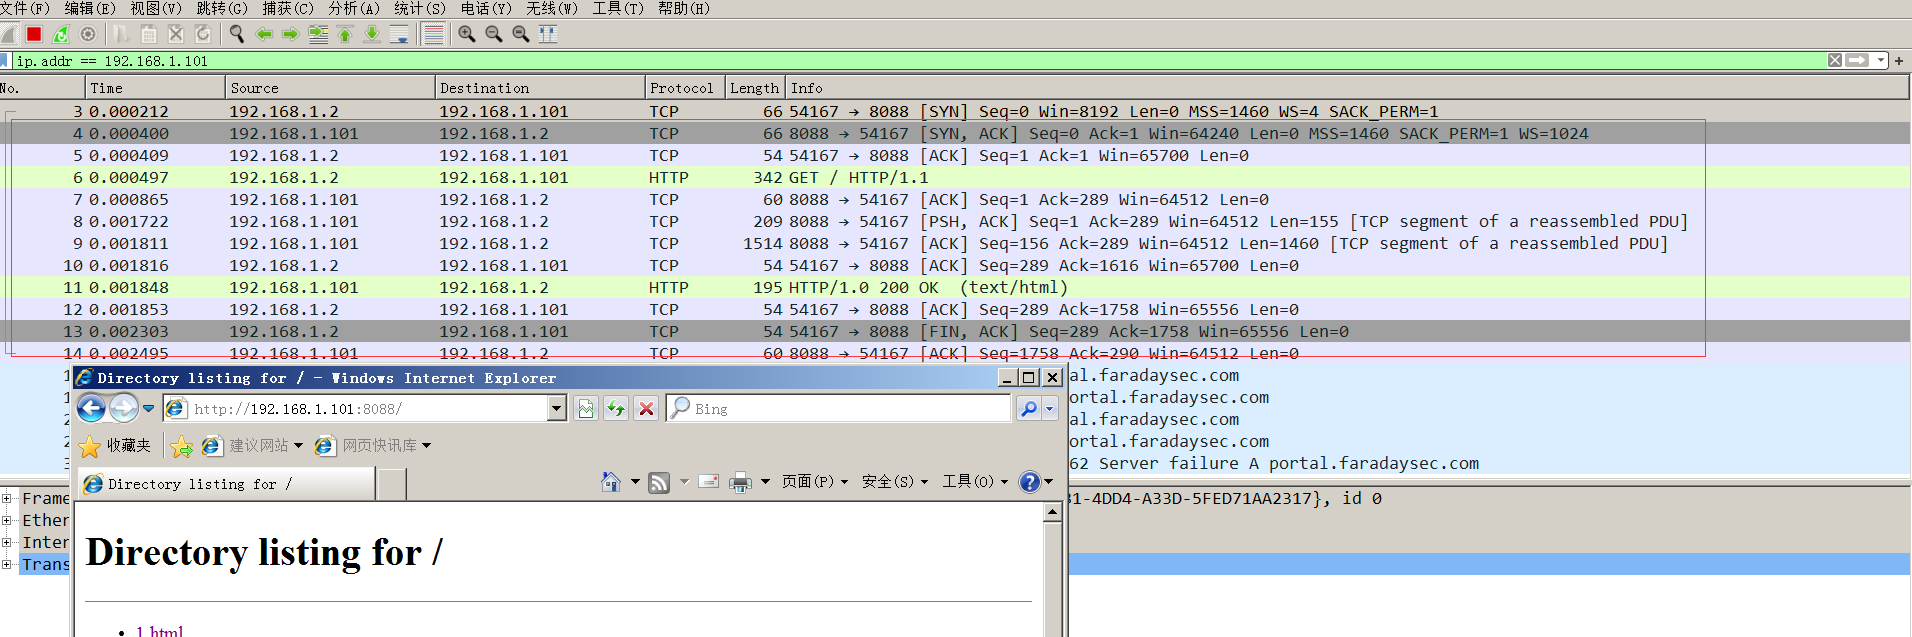 文件(F) 编辑(E) 视图(V) 跳转(G) 捕获(C) 分析(A) 统计(S) 电话(Y) 无线(W) 工具(T) 帮助(H)
ip.addr == 192.168.1.101
No. Time Source Destination Protocol Length Info
3 0.000212 192.168.1.2 192.168.1.101 TCP 66 54167 → 8088 [SYN] Seq=0 Win=8192 Len=0 MSS=1460 WS=4 SACK_PERM=1
4 0.000400 192.168.1.101 192.168.1.2 TCP 66 8088 → 54167 [SYN, ACK] Seq=0 Ack=1 Win=64240 Len=0 MSS=1460 SACK_PERM=1 WS=1024
5 0.000409 192.168.1.2 192.168.1.101 TCP 54 54167 → 8088 [ACK] Seq=1 Ack=1 Win=65700 Len=0
6 0.000497 192.168.1.2 192.168.1.101 HTTP 342 GET / HTTP/1.1
7 0.000865 192.168.1.101 192.168.1.2 TCP 60 8088 → 54167 [ACK] Seq=1 Ack=289 Win=64512 Len=0
8 0.001722 192.168.1.101 192.168.1.2 TCP 209 8088 → 54167 [PSH, ACK] Seq=1 Ack=289 Win=64512 Len=155 [TCP segment of a reassembled PDU]
9 0.001811 192.168.1.101 192.168.1.2 TCP 1514 8088 → 54167 [ACK] Seq=156 Ack=289 Win=64512 Len=1460 [TCP segment of a reassembled PDU]
10 0.001816 192.168.1.2 192.168.1.101 TCP 54 54167 → 8088 [ACK] Seq=289 Ack=1616 Win=65700 Len=0
11 0.001848 192.168.1.101 192.168.1.2 HTTP 195 HTTP/1.0 200 OK (text/html)
12 0.001853 192.168.1.2 192.168.1.101 TCP 54 54167 → 8088 [ACK] Seq=289 Ack=1758 Win=65556 Len=0
13 0.002303 192.168.1.2 192.168.1.101 TCP 54 54167 → 8088 [FIN, ACK] Seq=289 Ack=1758 Win=65556 Len=0
14 0.002495 192.168.1.101 192.168.1.2 TCP 60 8088 → 54167 [ACK] Seq=1758 Ack=290 Win=64512 Len=0
al.faradaysec.com
ortal.faradaysec.com
al.faradaysec.com
ortal.faradaysec.com
62 Server failure A portal.faradaysec.com
Directory listing for / - Windows Internet Explorer
http://192.168.1.101:8088/
Bing
收藏夹 建议网站 网页快讯库
Directory listing for /
页面(P) 安全(S) 工具(O)
Frame
Ether
Inter
Trans
31-4DD4-A33D-5FED71AA2317}, id 0
Directory listing for /
1.html